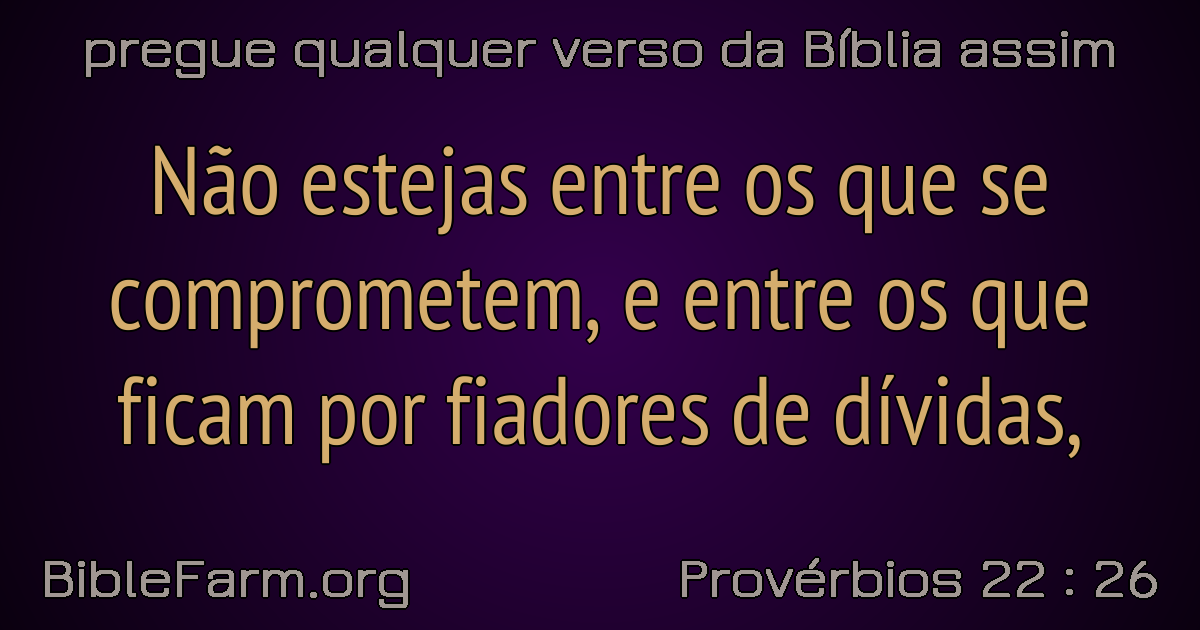 pregue qualquer verso da Bíblia assim
Não estejas entre os que se
comprometem, e entre os que
ficam por fiadores de dívidas,
BibleFarm.org
Provérbios 22 : 26